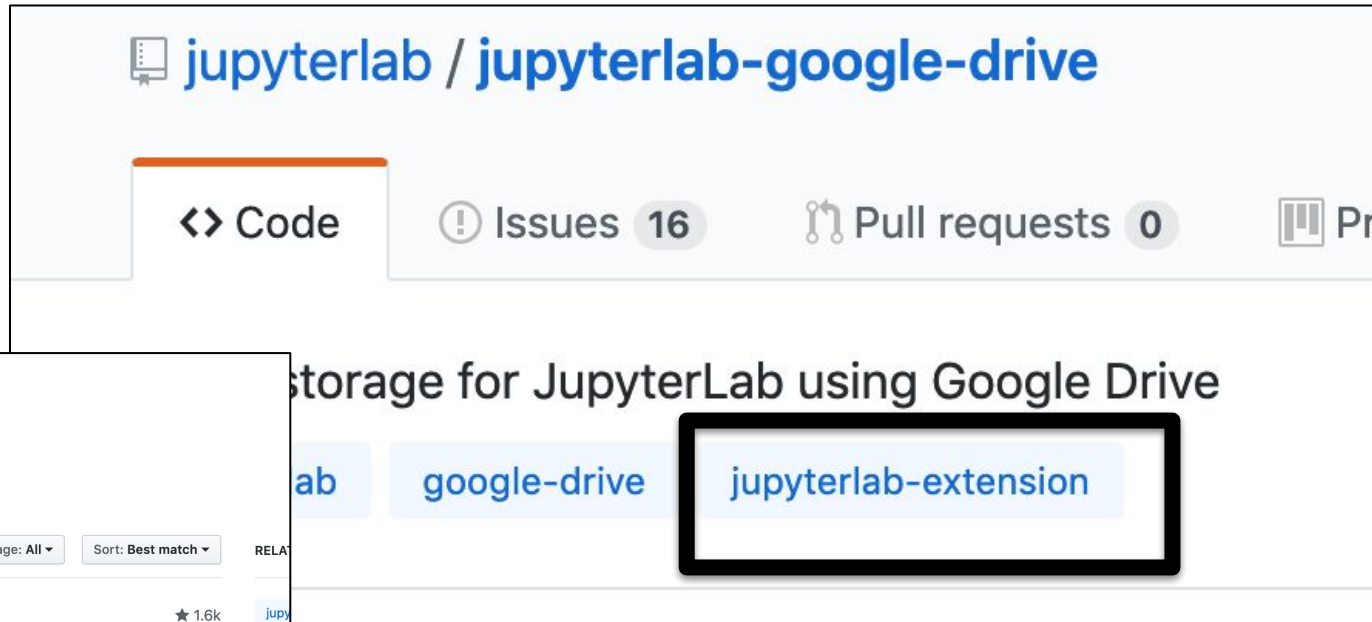 jupyterlab / jupyterlab-google-drive
<> Code Issues 16 Pull requests 0
storage for JupyterLab using Google Drive
google-drive jupyterlab-extension
All Sort: Best match
1.6k